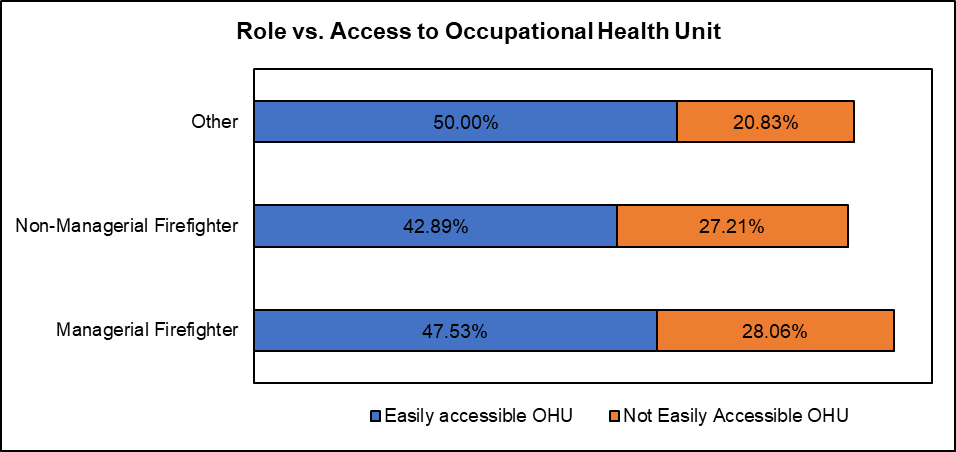 Role vs. Access to Occupational Health Unit
Other
50.00%
20.83%
Non-Managerial Firefighter
42.89%
27.21%
Managerial Firefighter
47.53%
28.06%
Easily accessible OHU
Not Easily Accessible OHU